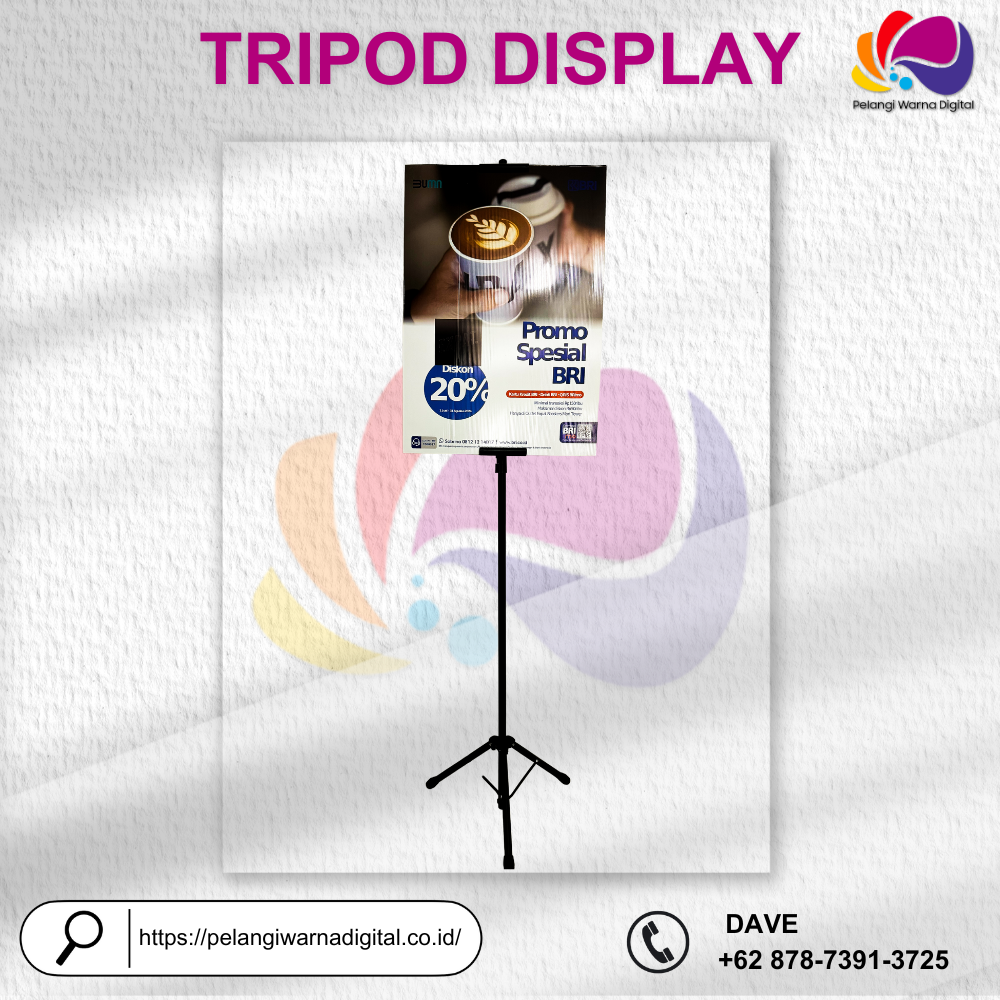 TRIPOD DISPLAY
Pelangi Warna Digital
Promo
Spesial
BRI
Diskon
20%
https://pelangiwarnadigital.co.id/
DAVE
+62 878-7391-3725